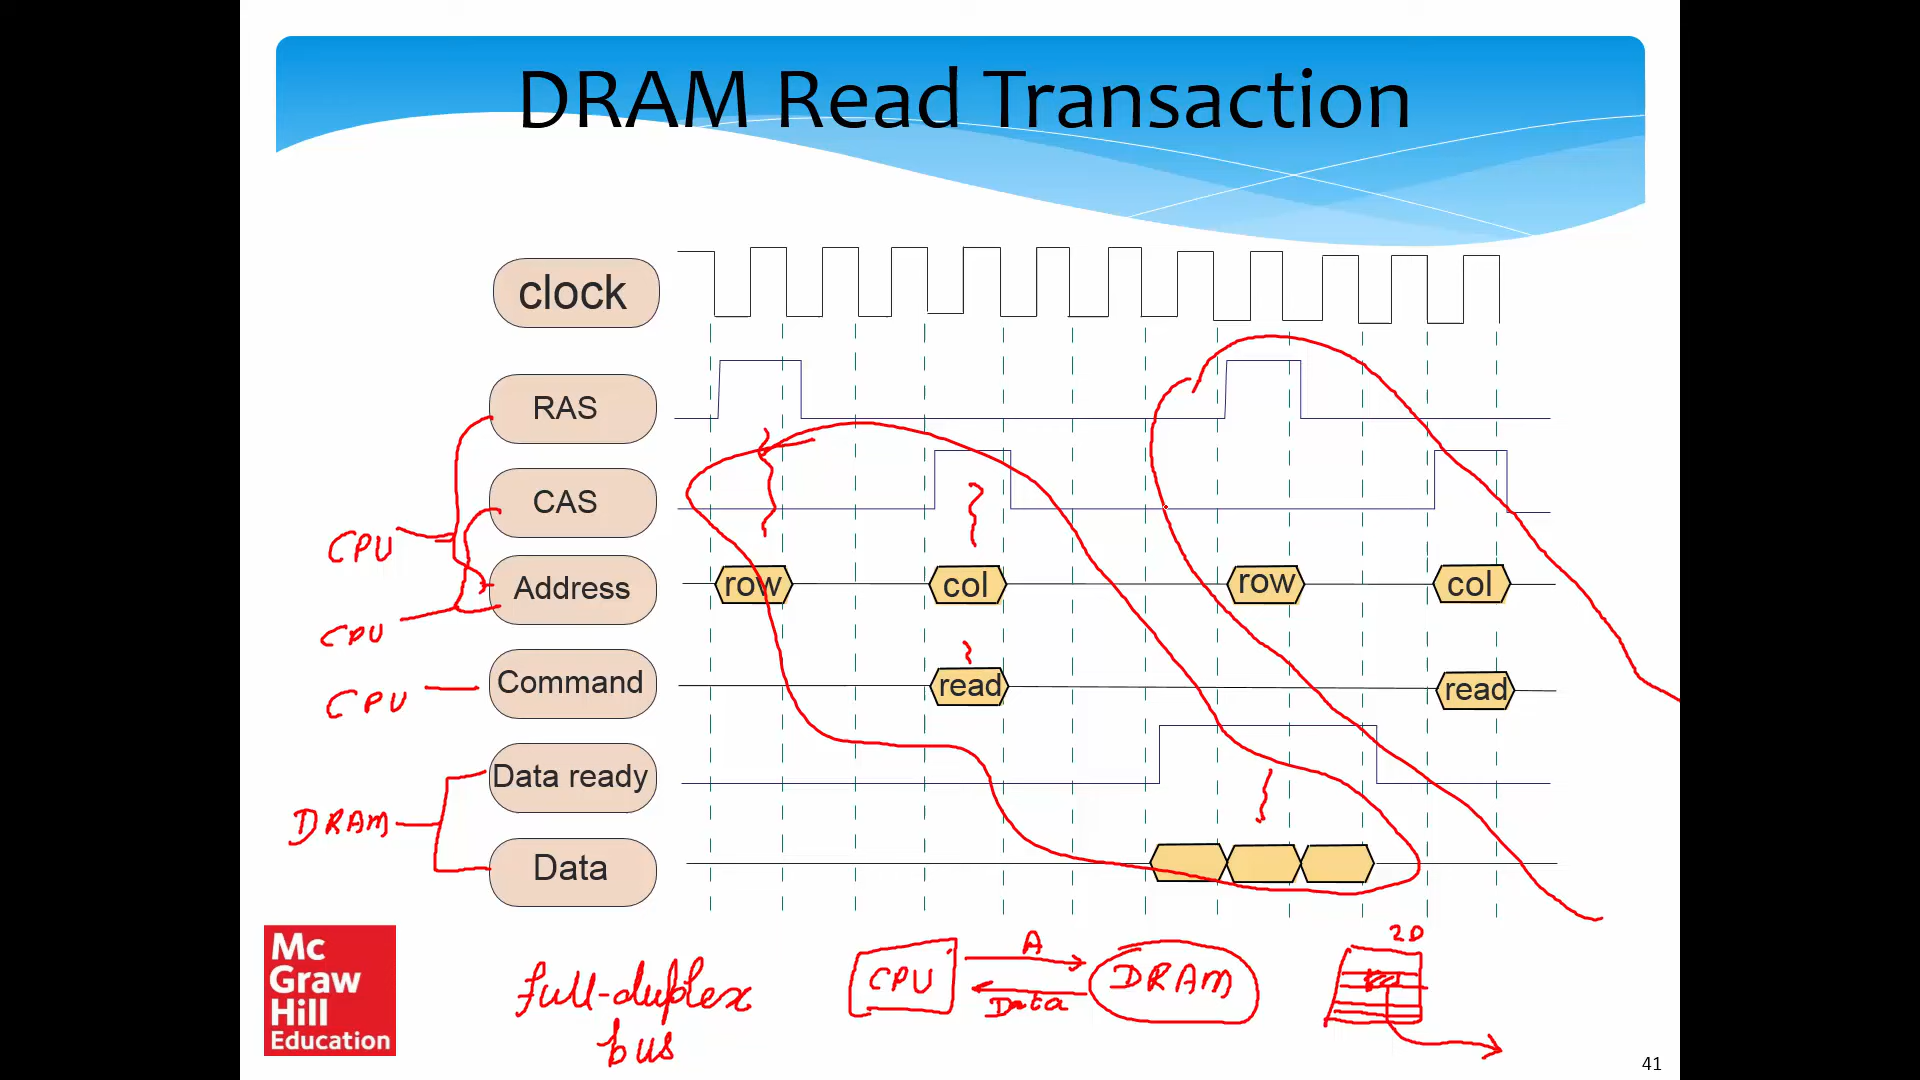 DRAM Read Transaction
clock
RAS
CAS
CPU
Address
row
col
row
col
CPU
Command
read
read
CPU
Data ready
DRAM
Data
Mc
Graw
Hill
Education
full-duplex
bus
CPU
A
Data
DRAM
2D
41